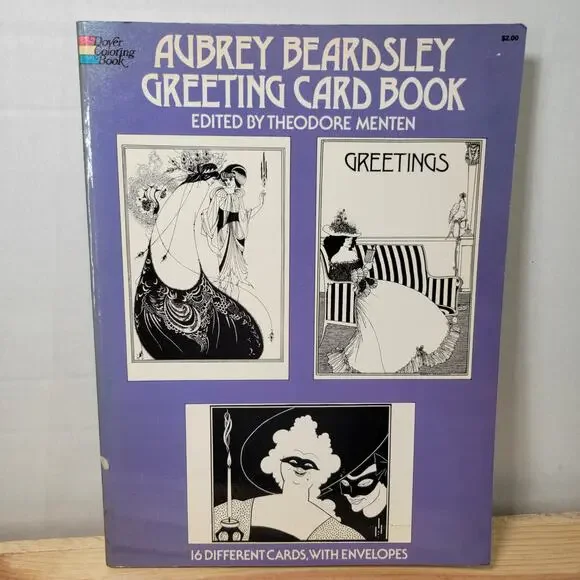 Dover
Coloring
Book
$2.00
AUBREY BEARDSLEY
GREETING CARD BOOK
EDITED BY THEODORE MENTEN
GREETINGS
16 DIFFERENT CARDS, WITH ENVELOPES